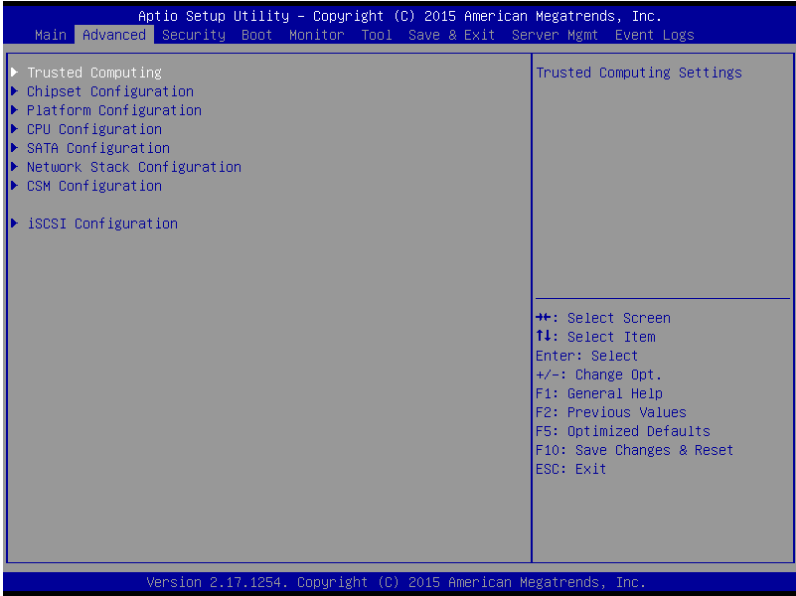 Aptio Setup Utility – Copyright (C) 2015 American Megatrends, Inc.
Main Advanced Security Boot Monitor Tool Save & Exit Server Mgmt Event Logs
▶ Trusted Computing
▶ Chipset Configuration
▶ Platform Configuration
▶ CPU Configuration
▶ SATA Configuration
▶ Network Stack Configuration
▶ CSM Configuration
▶ iSCSI Configuration
Trusted Computing Settings
→←: Select Screen
↑↓: Select Item
Enter: Select
+/-: Change Opt.
F1: General Help
F2: Previous Values
F5: Optimized Defaults
F10: Save Changes & Reset
ESC: Exit
Version 2.17.1254. Copyright (C) 2015 American Megatrends, Inc.